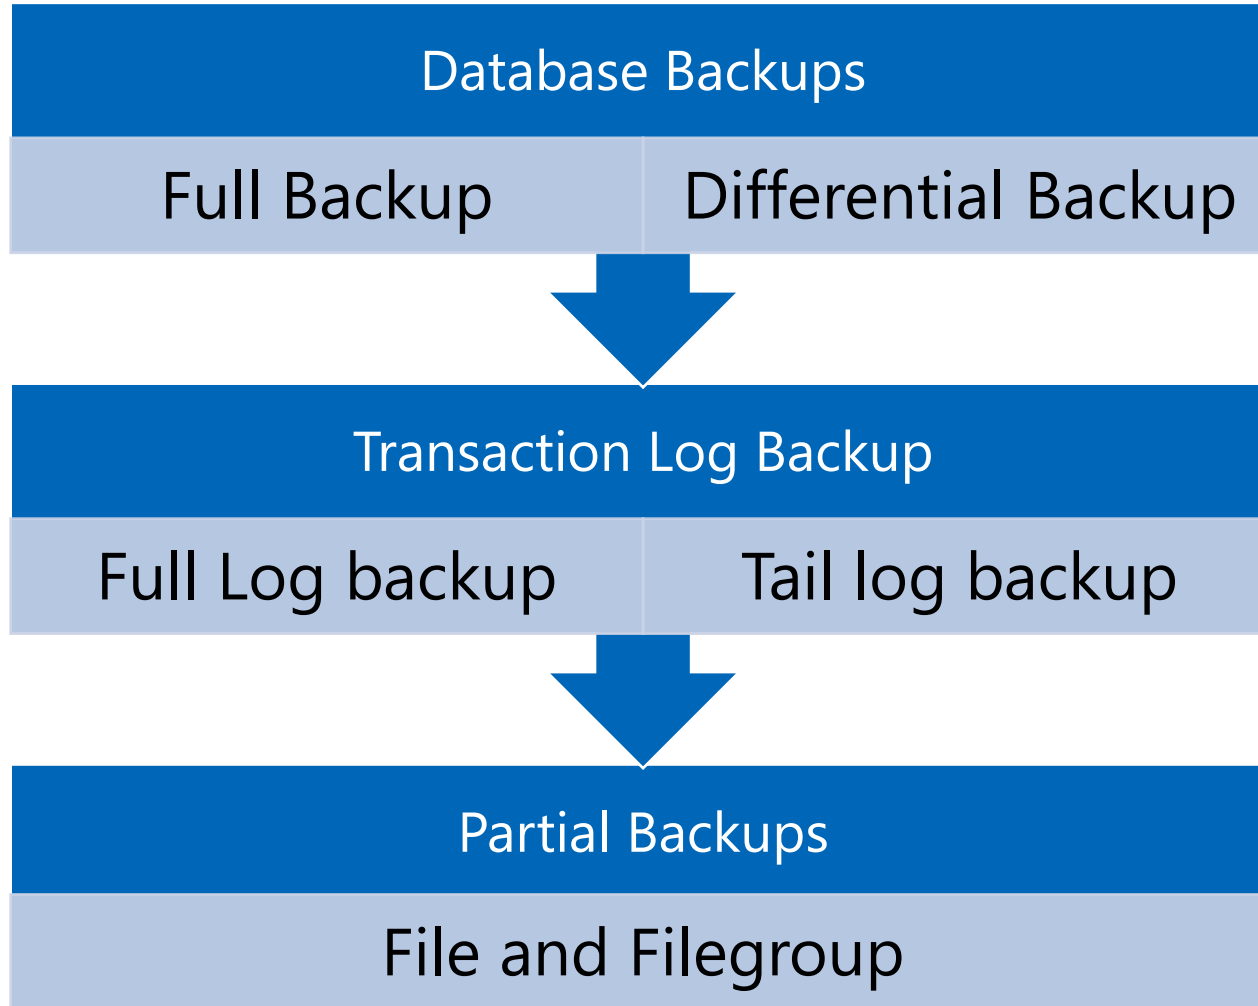 Database Backups
Full Backup
Differential Backup
Transaction Log Backup
Full Log backup
Tail log backup
Partial Backups
File and Filegroup